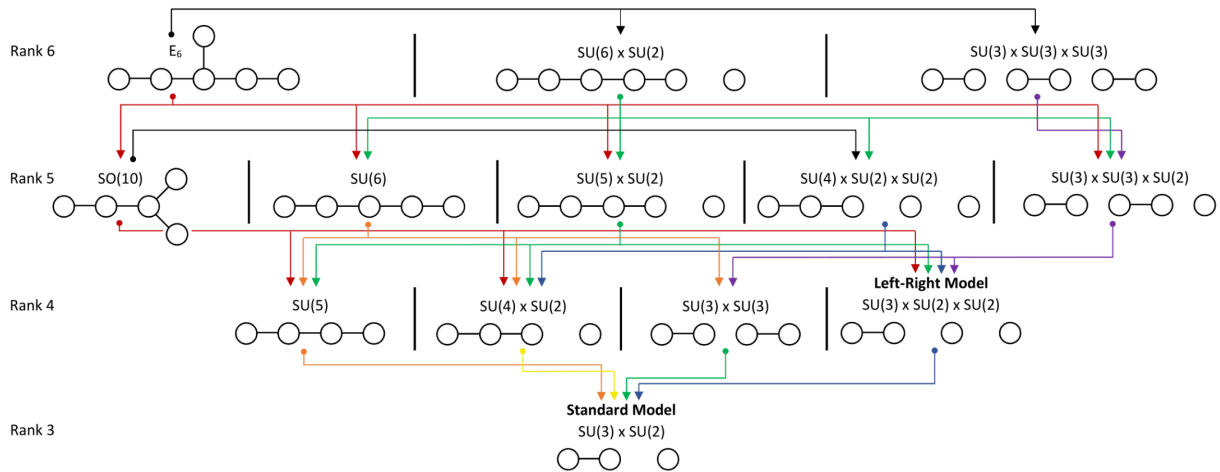 Rank 6
E₆
SU(6) x SU(2)
SU(3) x SU(3) x SU(3)
Rank 5
SO(10)
SU(6)
SU(5) x SU(2)
SU(4) x SU(2) x SU(2)
SU(3) x SU(3) x SU(2)
Rank 4
SU(5)
SU(4) x SU(2)
SU(3) x SU(3)
Left-Right Model
SU(3) x SU(2) x SU(2)
Rank 3
Standard Model
SU(3) x SU(2)